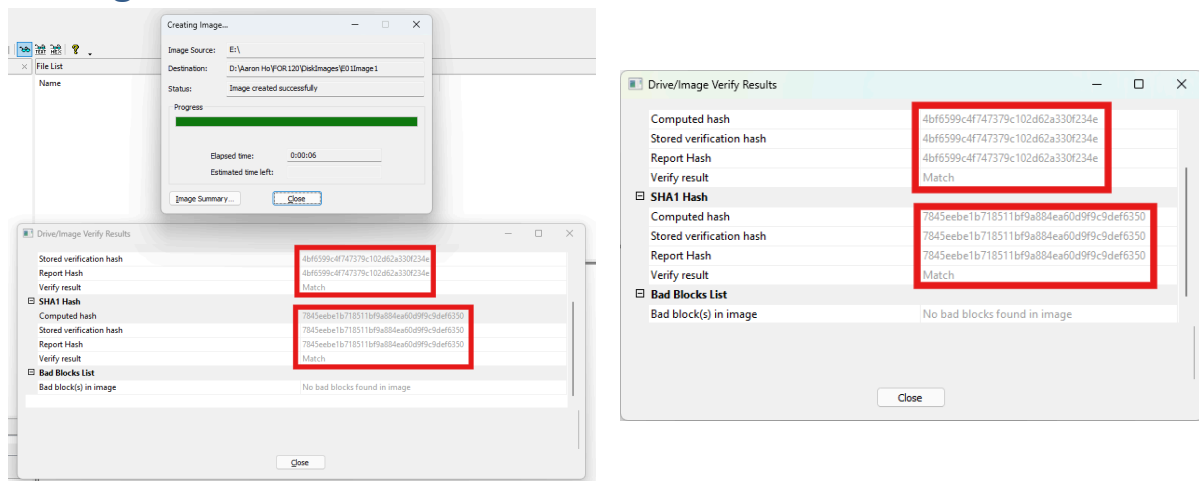 Creating Image...
Image Source: E:\
Destination: D:\Aaron Ho\FOR120\DiskImages\E01Image1
Status: Image created successfully
Progress
Elapsed time: 0:00:06
Estimated time left:
Image Summary... Close
File List
Name
Drive/Image Verify Results
Stored verification hash 4bf6599c4f747379c102d62a330f234e
Report Hash 4bf6599c4f747379c102d62a330f234e
Verify result Match
SHA1 Hash
Computed hash 7845eebe1b718511bf9a884ea60d9f9c9def6350
Stored verification hash 7845eebe1b718511bf9a884ea60d9f9c9def6350
Report Hash 7845eebe1b718511bf9a884ea60d9f9c9def6350
Verify result Match
Bad Blocks List
Bad block(s) in image No bad blocks found in image
Close
Drive/Image Verify Results
Computed hash 4bf6599c4f747379c102d62a330f234e
Stored verification hash 4bf6599c4f747379c102d62a330f234e
Report Hash 4bf6599c4f747379c102d62a330f234e
Verify result Match
SHA1 Hash
Computed hash 7845eebe1b718511bf9a884ea60d9f9c9def6350
Stored verification hash 7845eebe1b718511bf9a884ea60d9f9c9def6350
Report Hash 7845eebe1b718511bf9a884ea60d9f9c9def6350
Verify result Match
Bad Blocks List
Bad block(s) in image No bad blocks found in image
Close